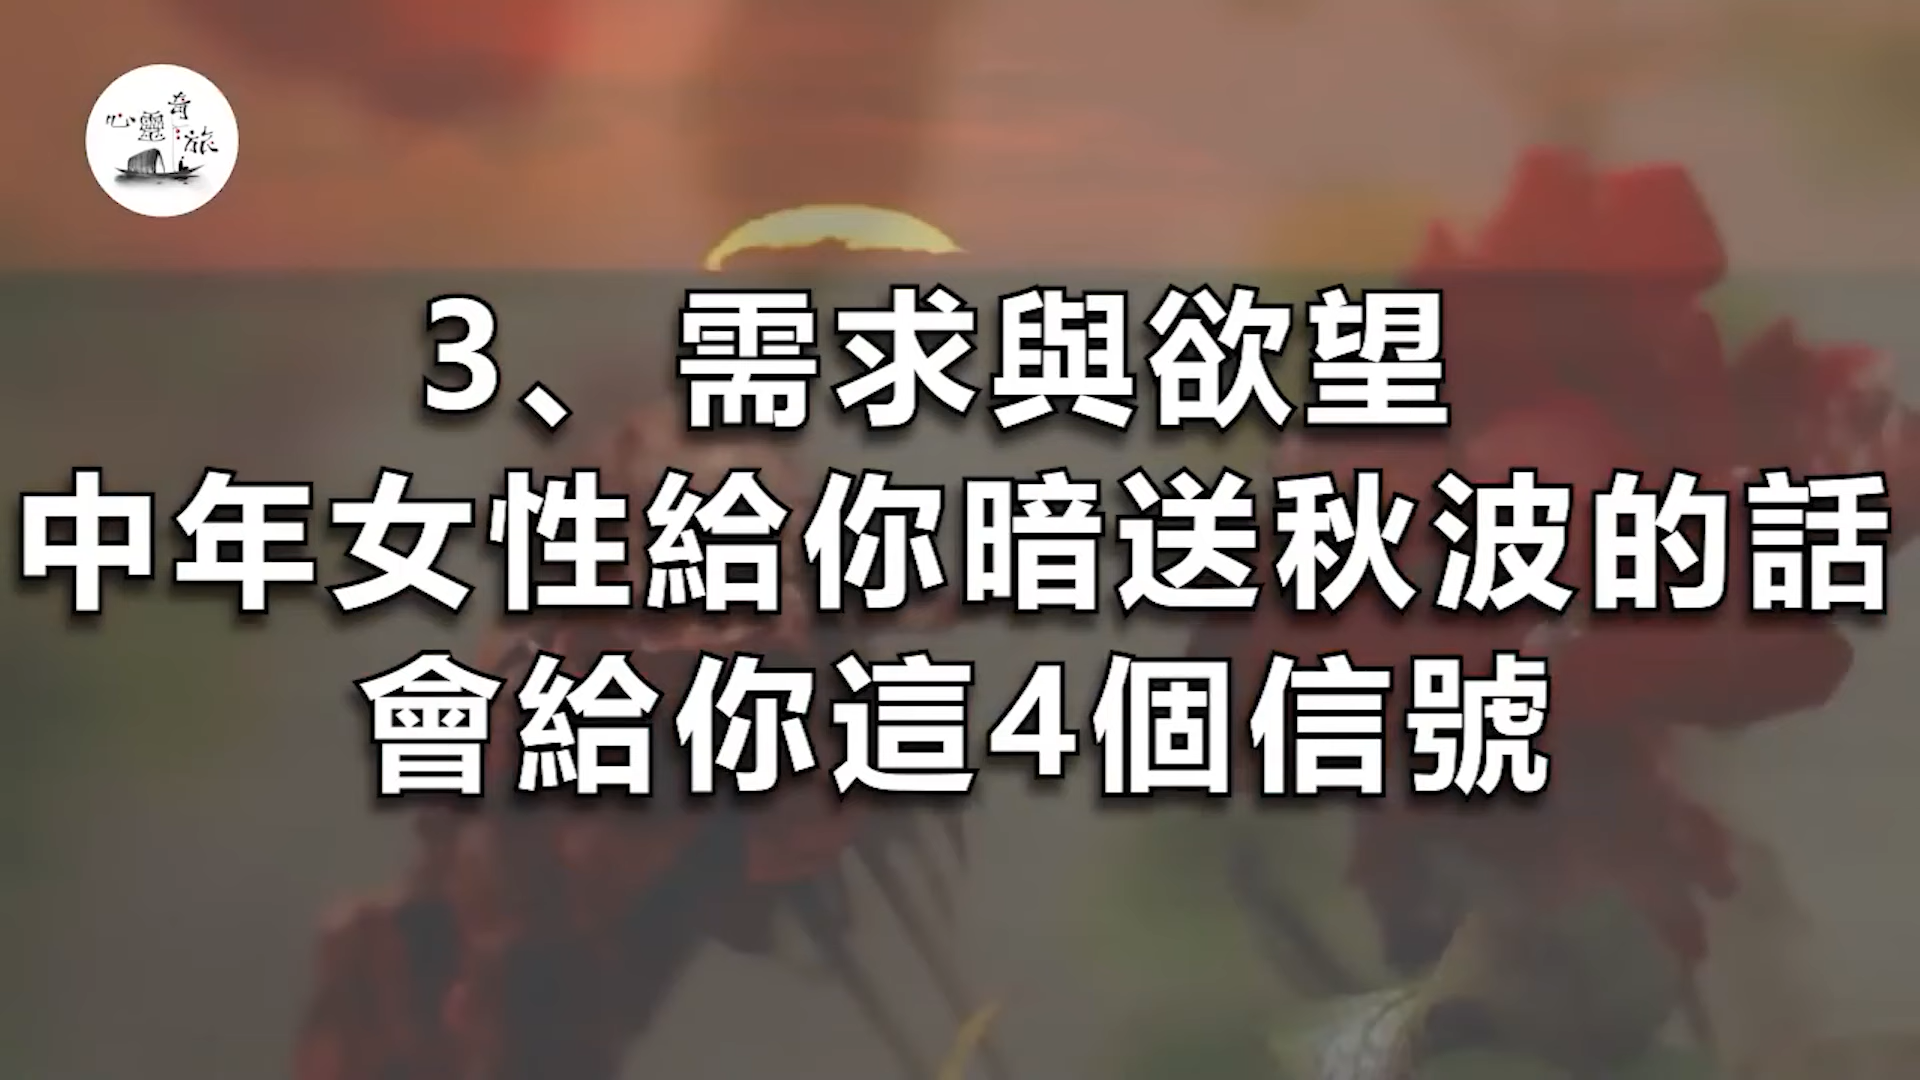 心靈奇旅
3、需求與欲望
中年女性給你暗送秋波的話
會給你這4個信號